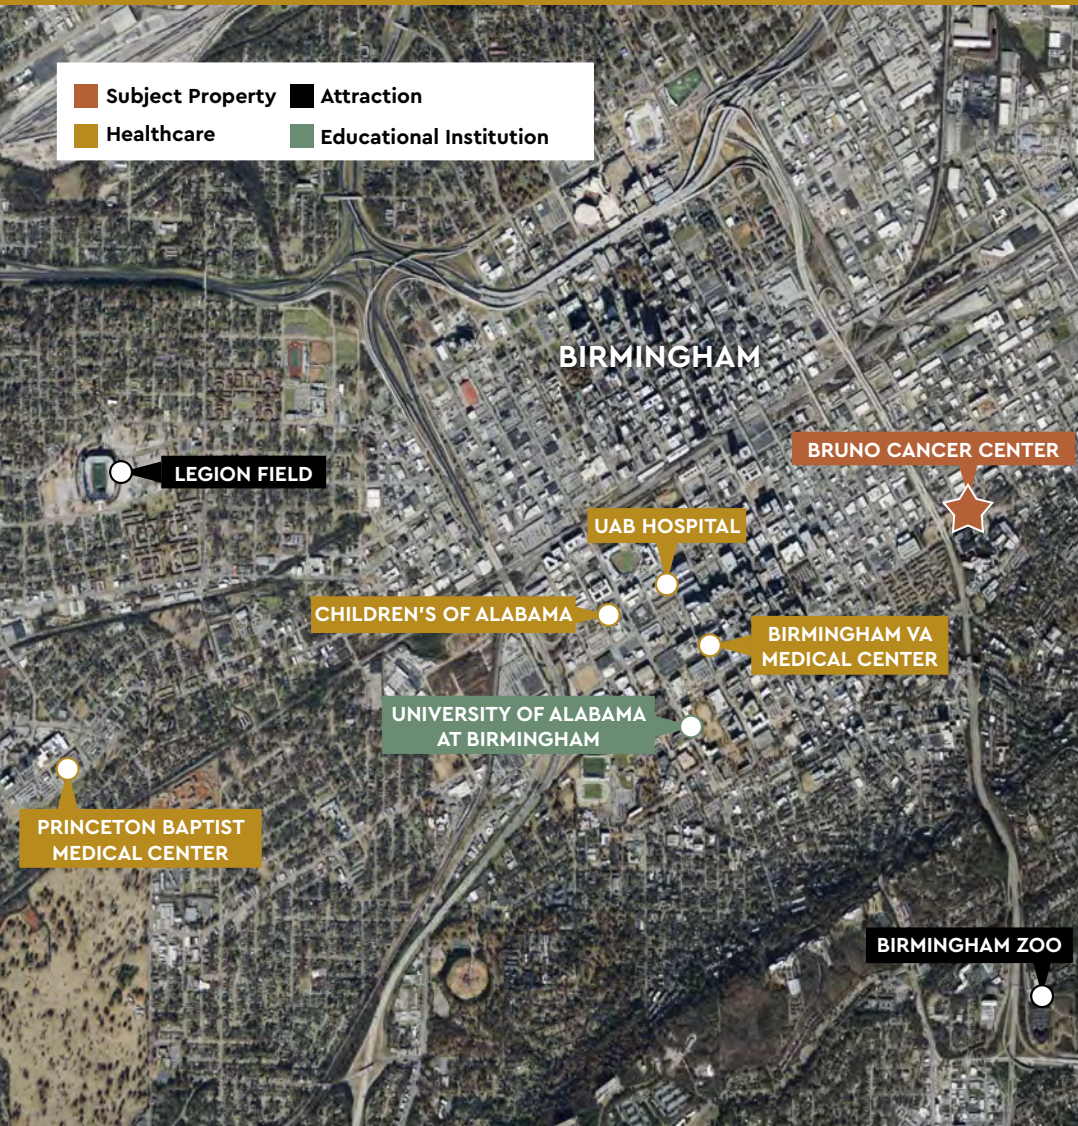 Subject Property
Attraction
Healthcare
Educational Institution
BIRMINGHAM
BRUNO CANCER CENTER
LEGION FIELD
UAB HOSPITAL
CHILDREN'S OF ALABAMA
BIRMINGHAM VA
MEDICAL CENTER
UNIVERSITY OF ALABAMA
AT BIRMINGHAM
PRINCETON BAPTIST
MEDICAL CENTER
BIRMINGHAM ZOO